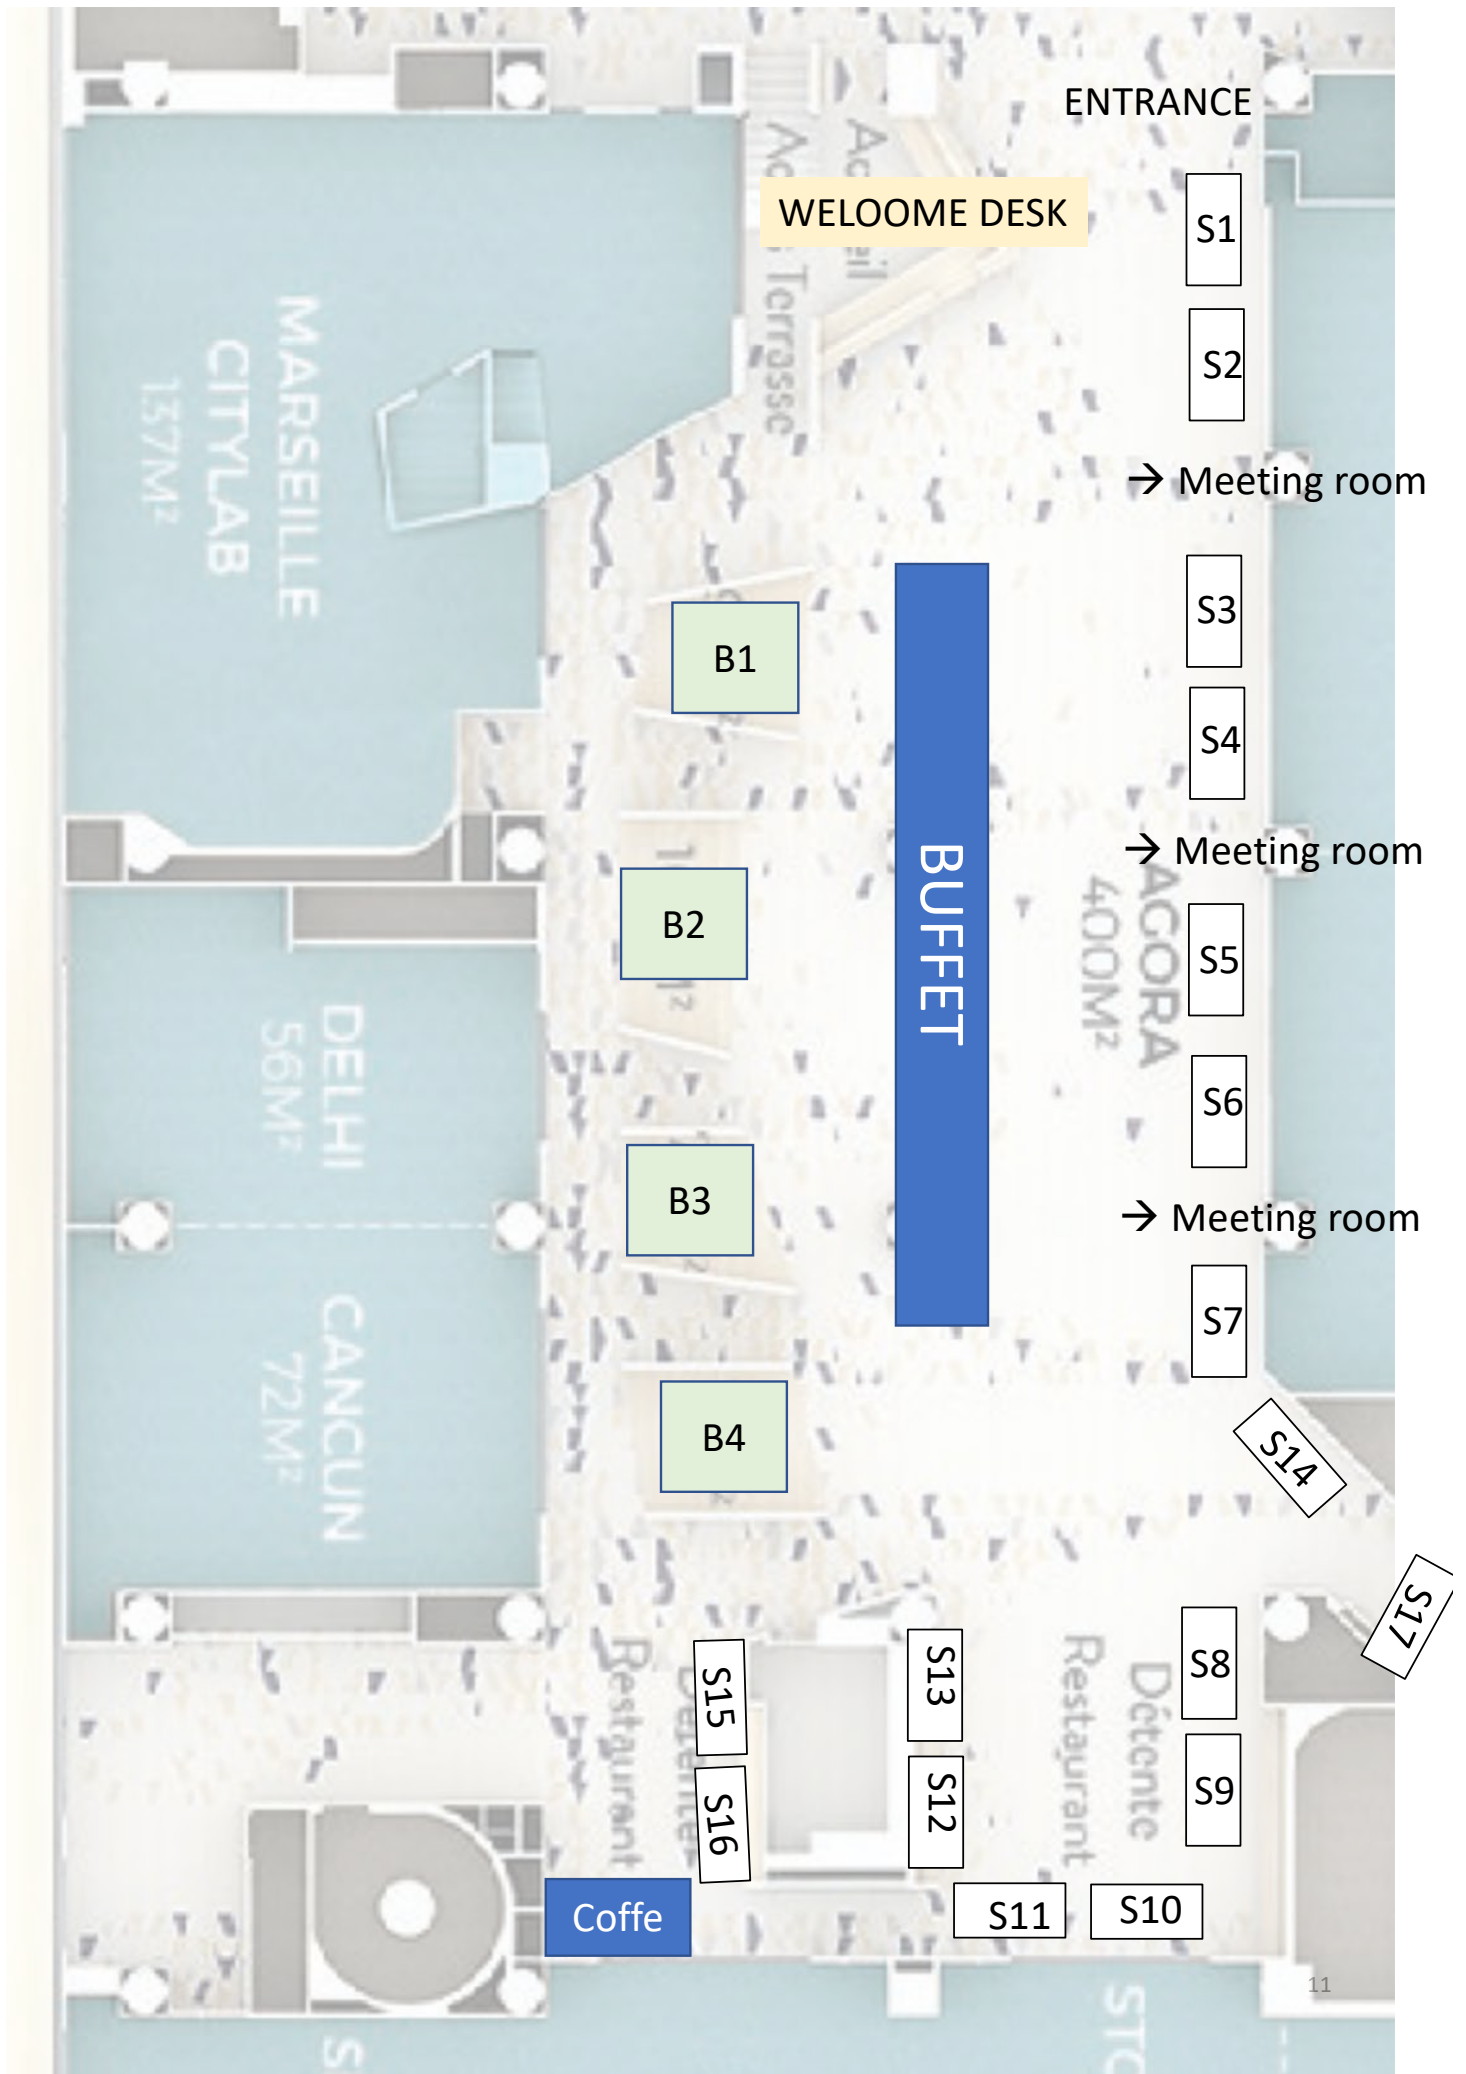 ENTRANCE
WELOOME DESK
Terrasse
S1
S2
MARSEILLE
CITYLAB
137M²
→ Meeting room
S3
B1
S4
→ Meeting room
BUFFET
AGORA
400M²
B2
S5
DELHI
56M²
S6
B3
→ Meeting room
S7
CANCUN
72M²
B4
S14
S17
S8
S13
S15
Restaurant
Restaurant
Détente
S9
S12
S16
Coffe
S11
S10
11